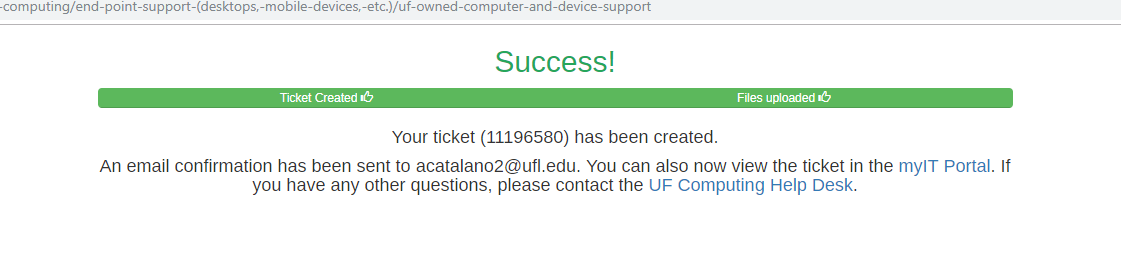 -computing/end-point-support-(desktops,-mobile-devices,-etc.)/uf-owned-computer-and-device-support
Success!
Ticket Created Files uploaded
Your ticket (11196580) has been created.
An email confirmation has been sent to acatalano2@ufl.edu. You can also now view the ticket in the myIT Portal. If
you have any other questions, please contact the UF Computing Help Desk.